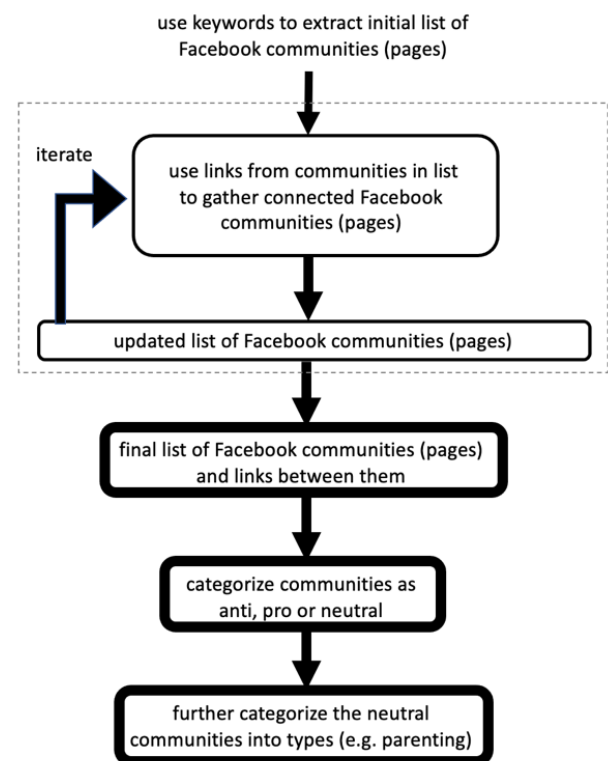 use keywords to extract initial list of
Facebook communities (pages)
iterate
use links from communities in list
to gather connected Facebook
communities (pages)
updated list of Facebook communities (pages)
final list of Facebook communities (pages)
and links between them
categorize communities as
anti, pro or neutral
further categorize the neutral
communities into types (e.g. parenting)